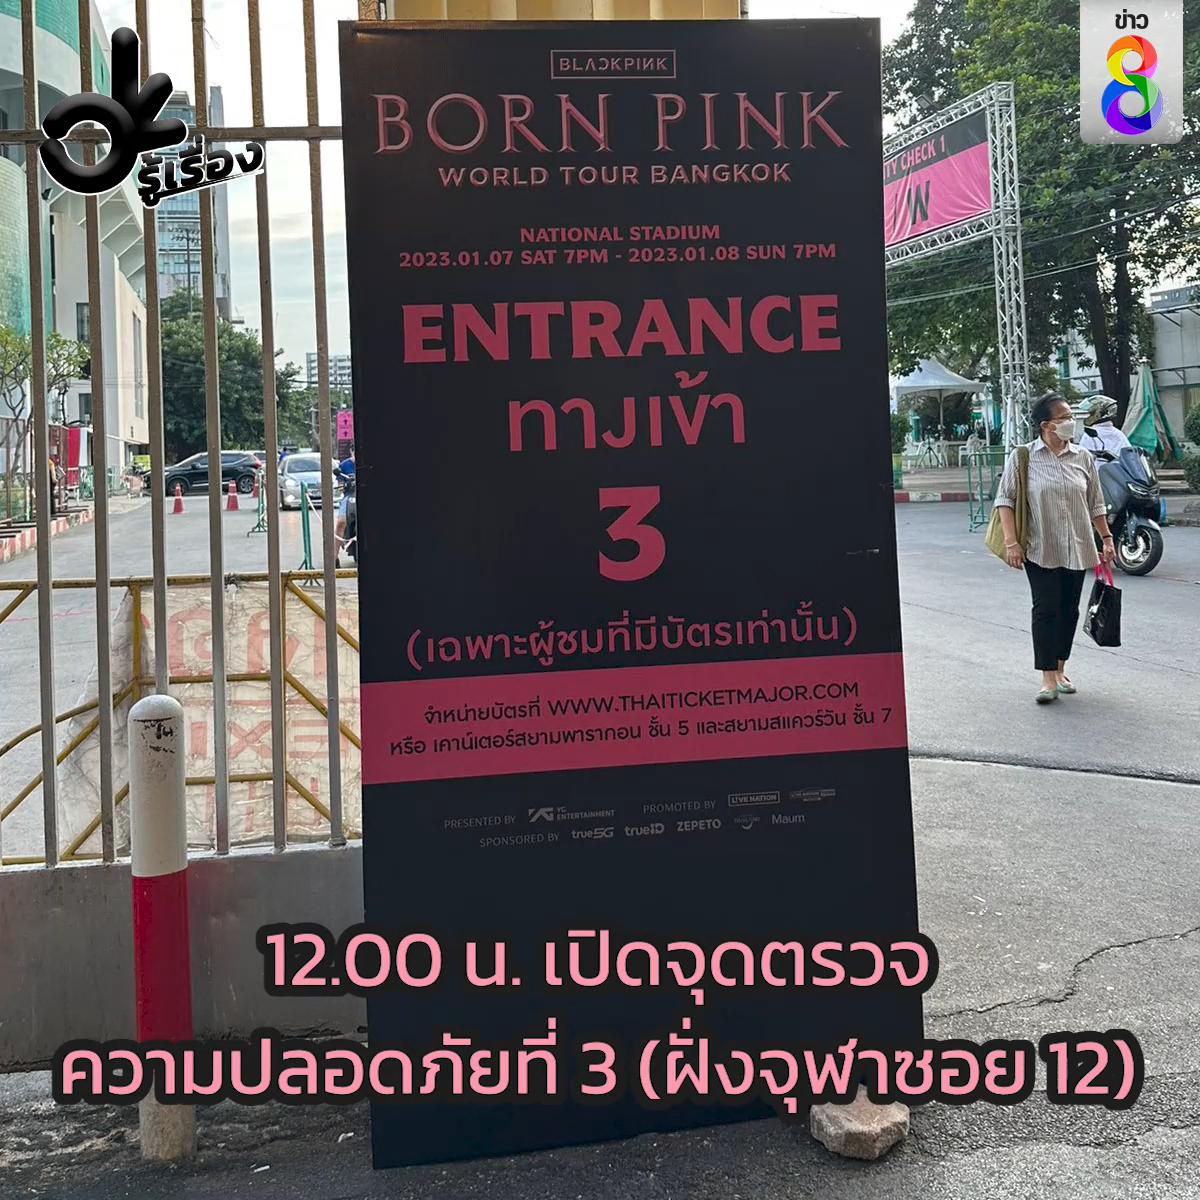 ข่าว
8
รู้เรื่อง
BLACKPINK
BORN PINK
WORLD TOUR BANGKOK
NATIONAL STADIUM
2023.01.07 SAT 7PM - 2023.01.08 SUN 7PM
ENTRANCE
ทางเข้า
3
(เฉพาะผู้ชมที่มีบัตรเท่านั้น)
จำหน่ายบัตรที่ WWW.THAITICKETMAJOR.COM
หรือ เคาน์เตอร์สยามพารากอน ชั้น 5 และสยามสแควร์วัน ชั้น 7
PRESENTED BY YG ENTERTAINMENT PROMOTED BY LIVE NATION
SPONSORED BY true5G trueID ZEPETO Maum
TY CHECK 1
12.00 น. เปิดจุดตรวจ
ความปลอดภัยที่ 3 (ฝั่งจุฬาซอย 12)